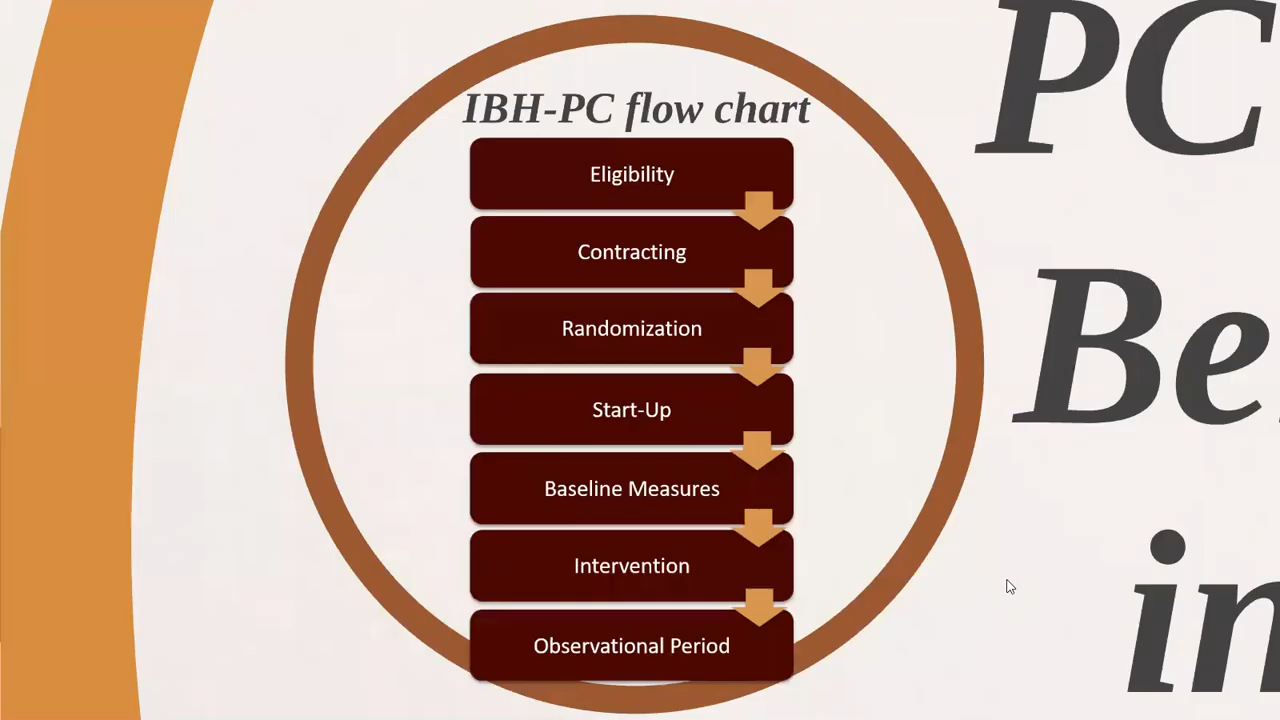 IBH-PC flow chart
Eligibility
Contracting
Randomization
Start-Up
Baseline Measures
Intervention
Observational Period
PC
Be
in